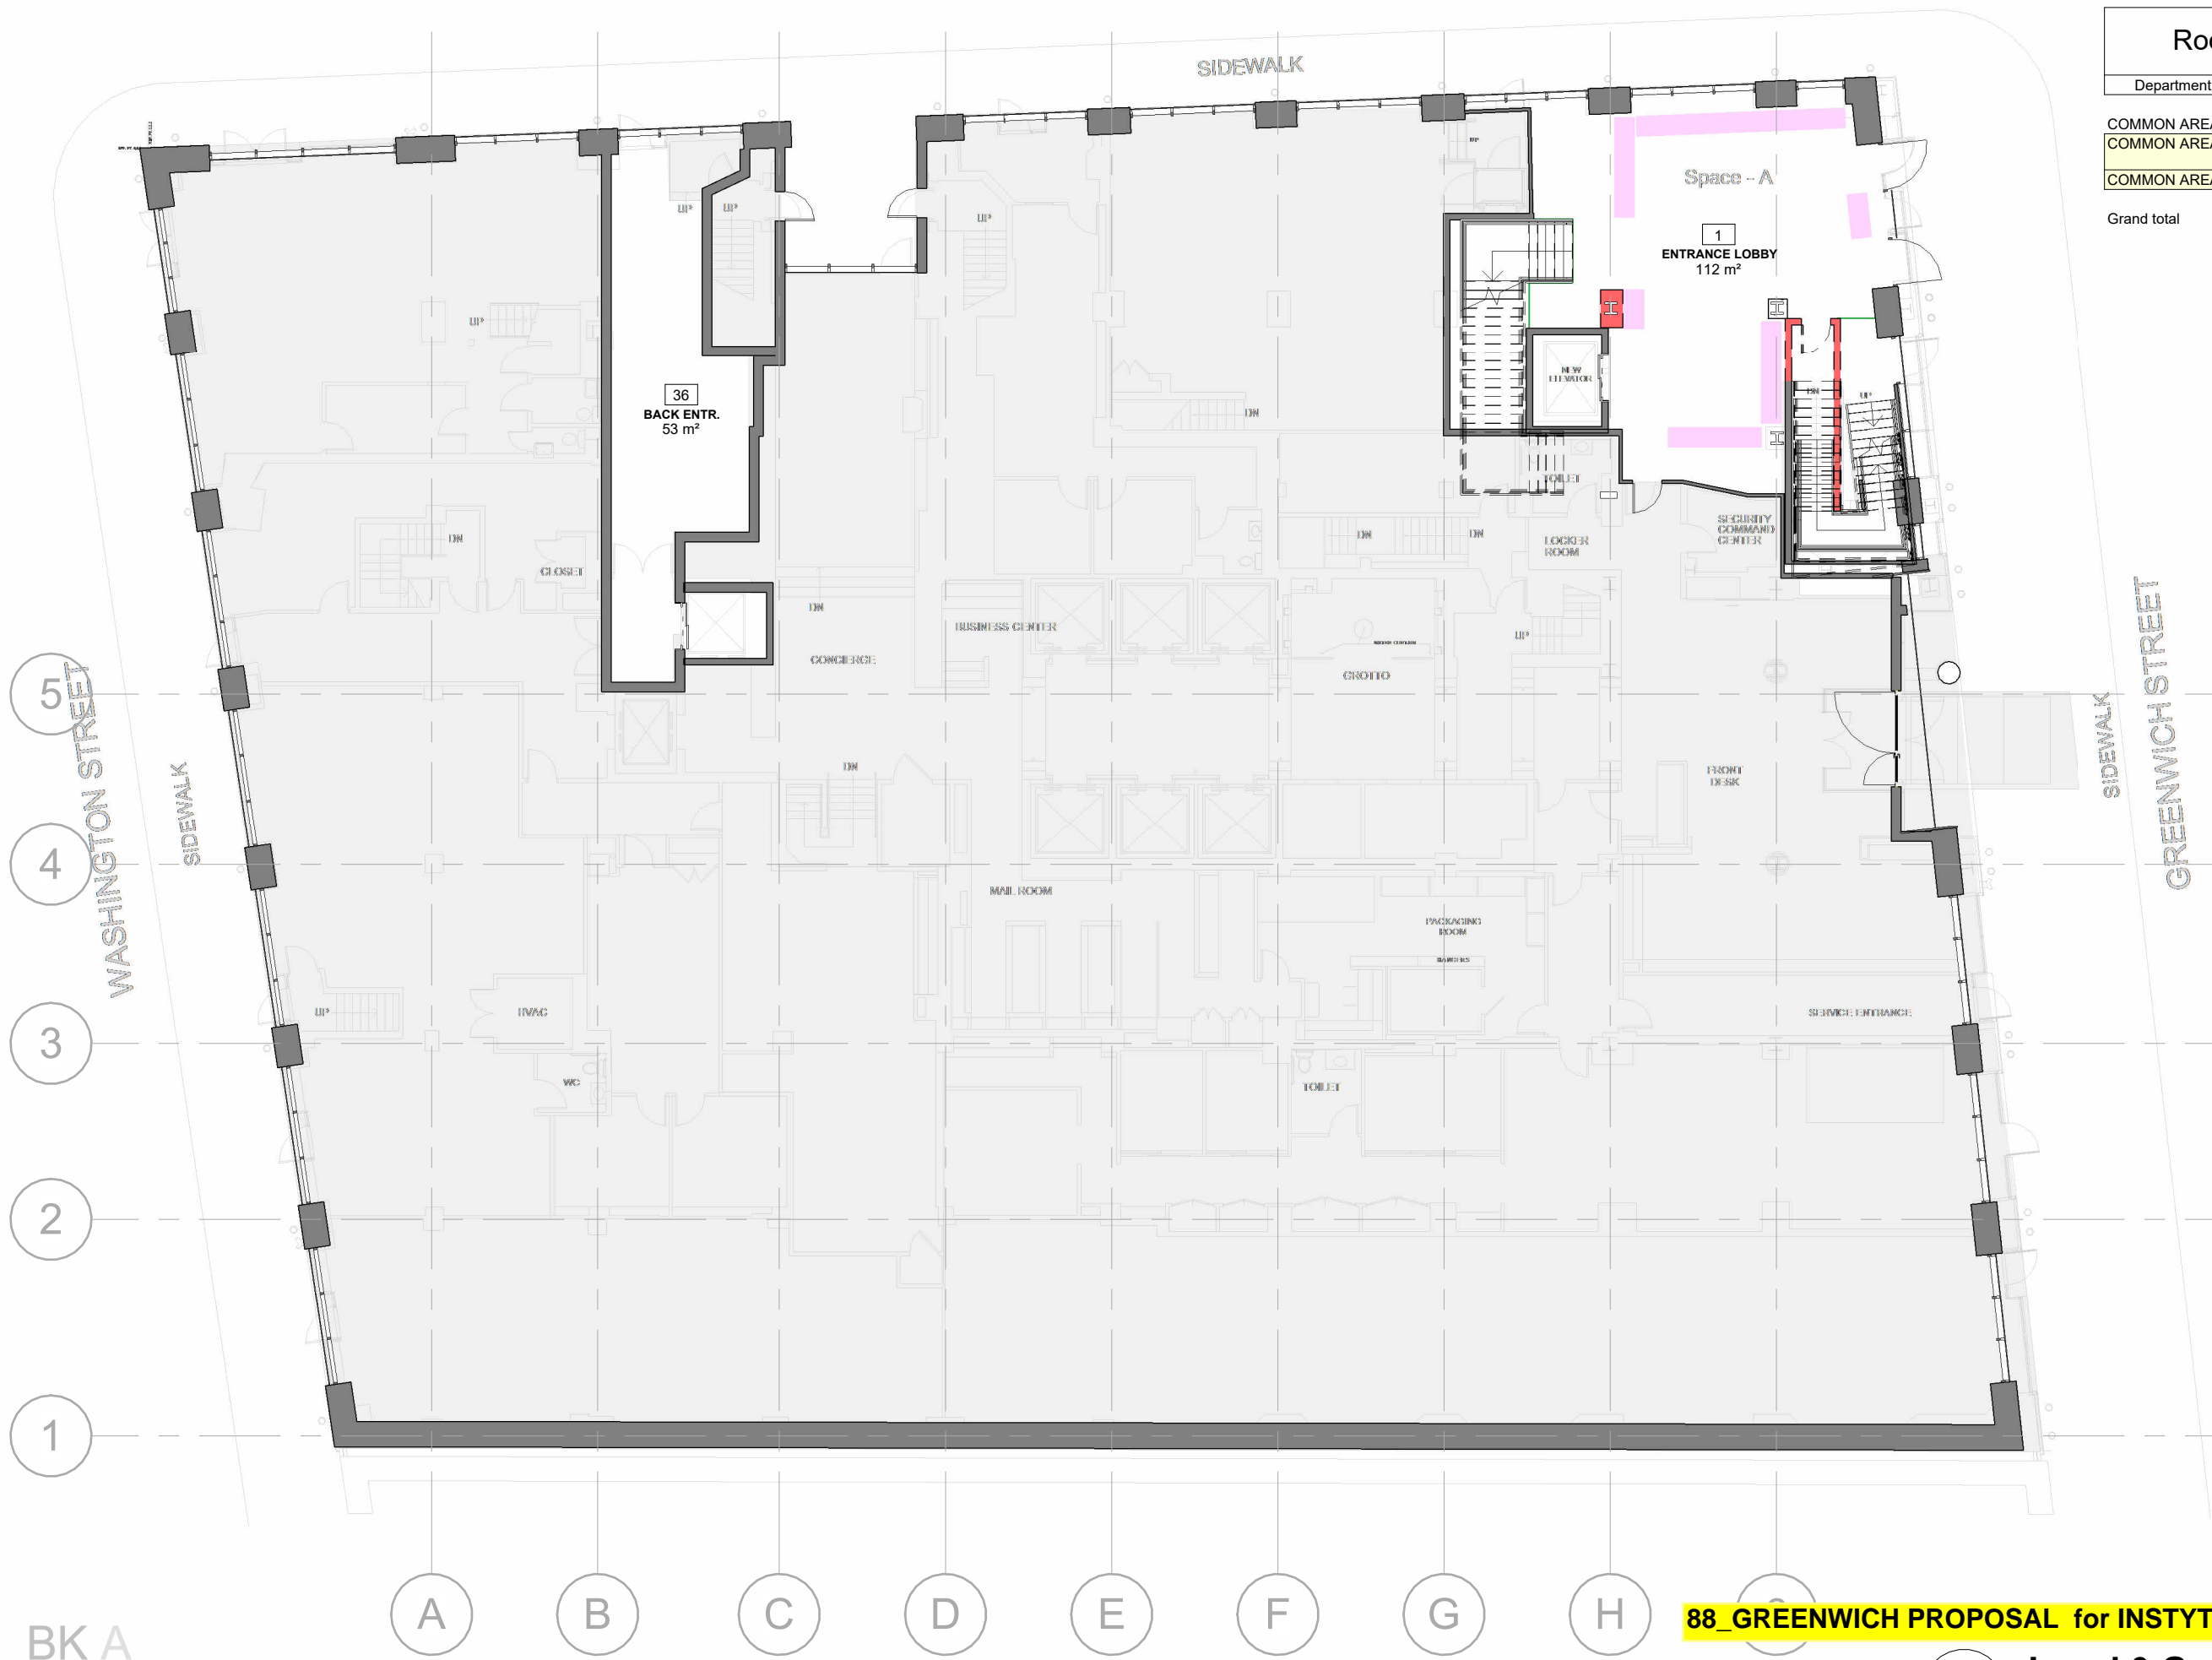 Roo
Department
COMMON AREA
COMMON AREA
COMMON AREA
Grand total
SIDEWALK
Space - A
1
ENTRANCE LOBBY
112 m²
UP
UP
UP
UP
NEW
ELEVATOR
36
BACK ENTR.
53 m²
DN
DN
UP
TOILET
DN
CLOSET
DN
DN
LOCKER
ROOM
SECURITY
COMMAND
CENTER
DN
BUSINESS CENTER
UP
CONCIERGE
GROTTO
5
WASHINGTON STREET
SIDEWALK
DN
FRONT
DESK
SIDEWALK
GREENWICH STREET
4
MAIL ROOM
PACKAGING
ROOM
HANGERS
UP
HVAC
SERVICE ENTRANCE
3
WC
TOILET
2
1
A
B
C
D
E
F
G
H
88_GREENWICH PROPOSAL for INSTYT
BK A